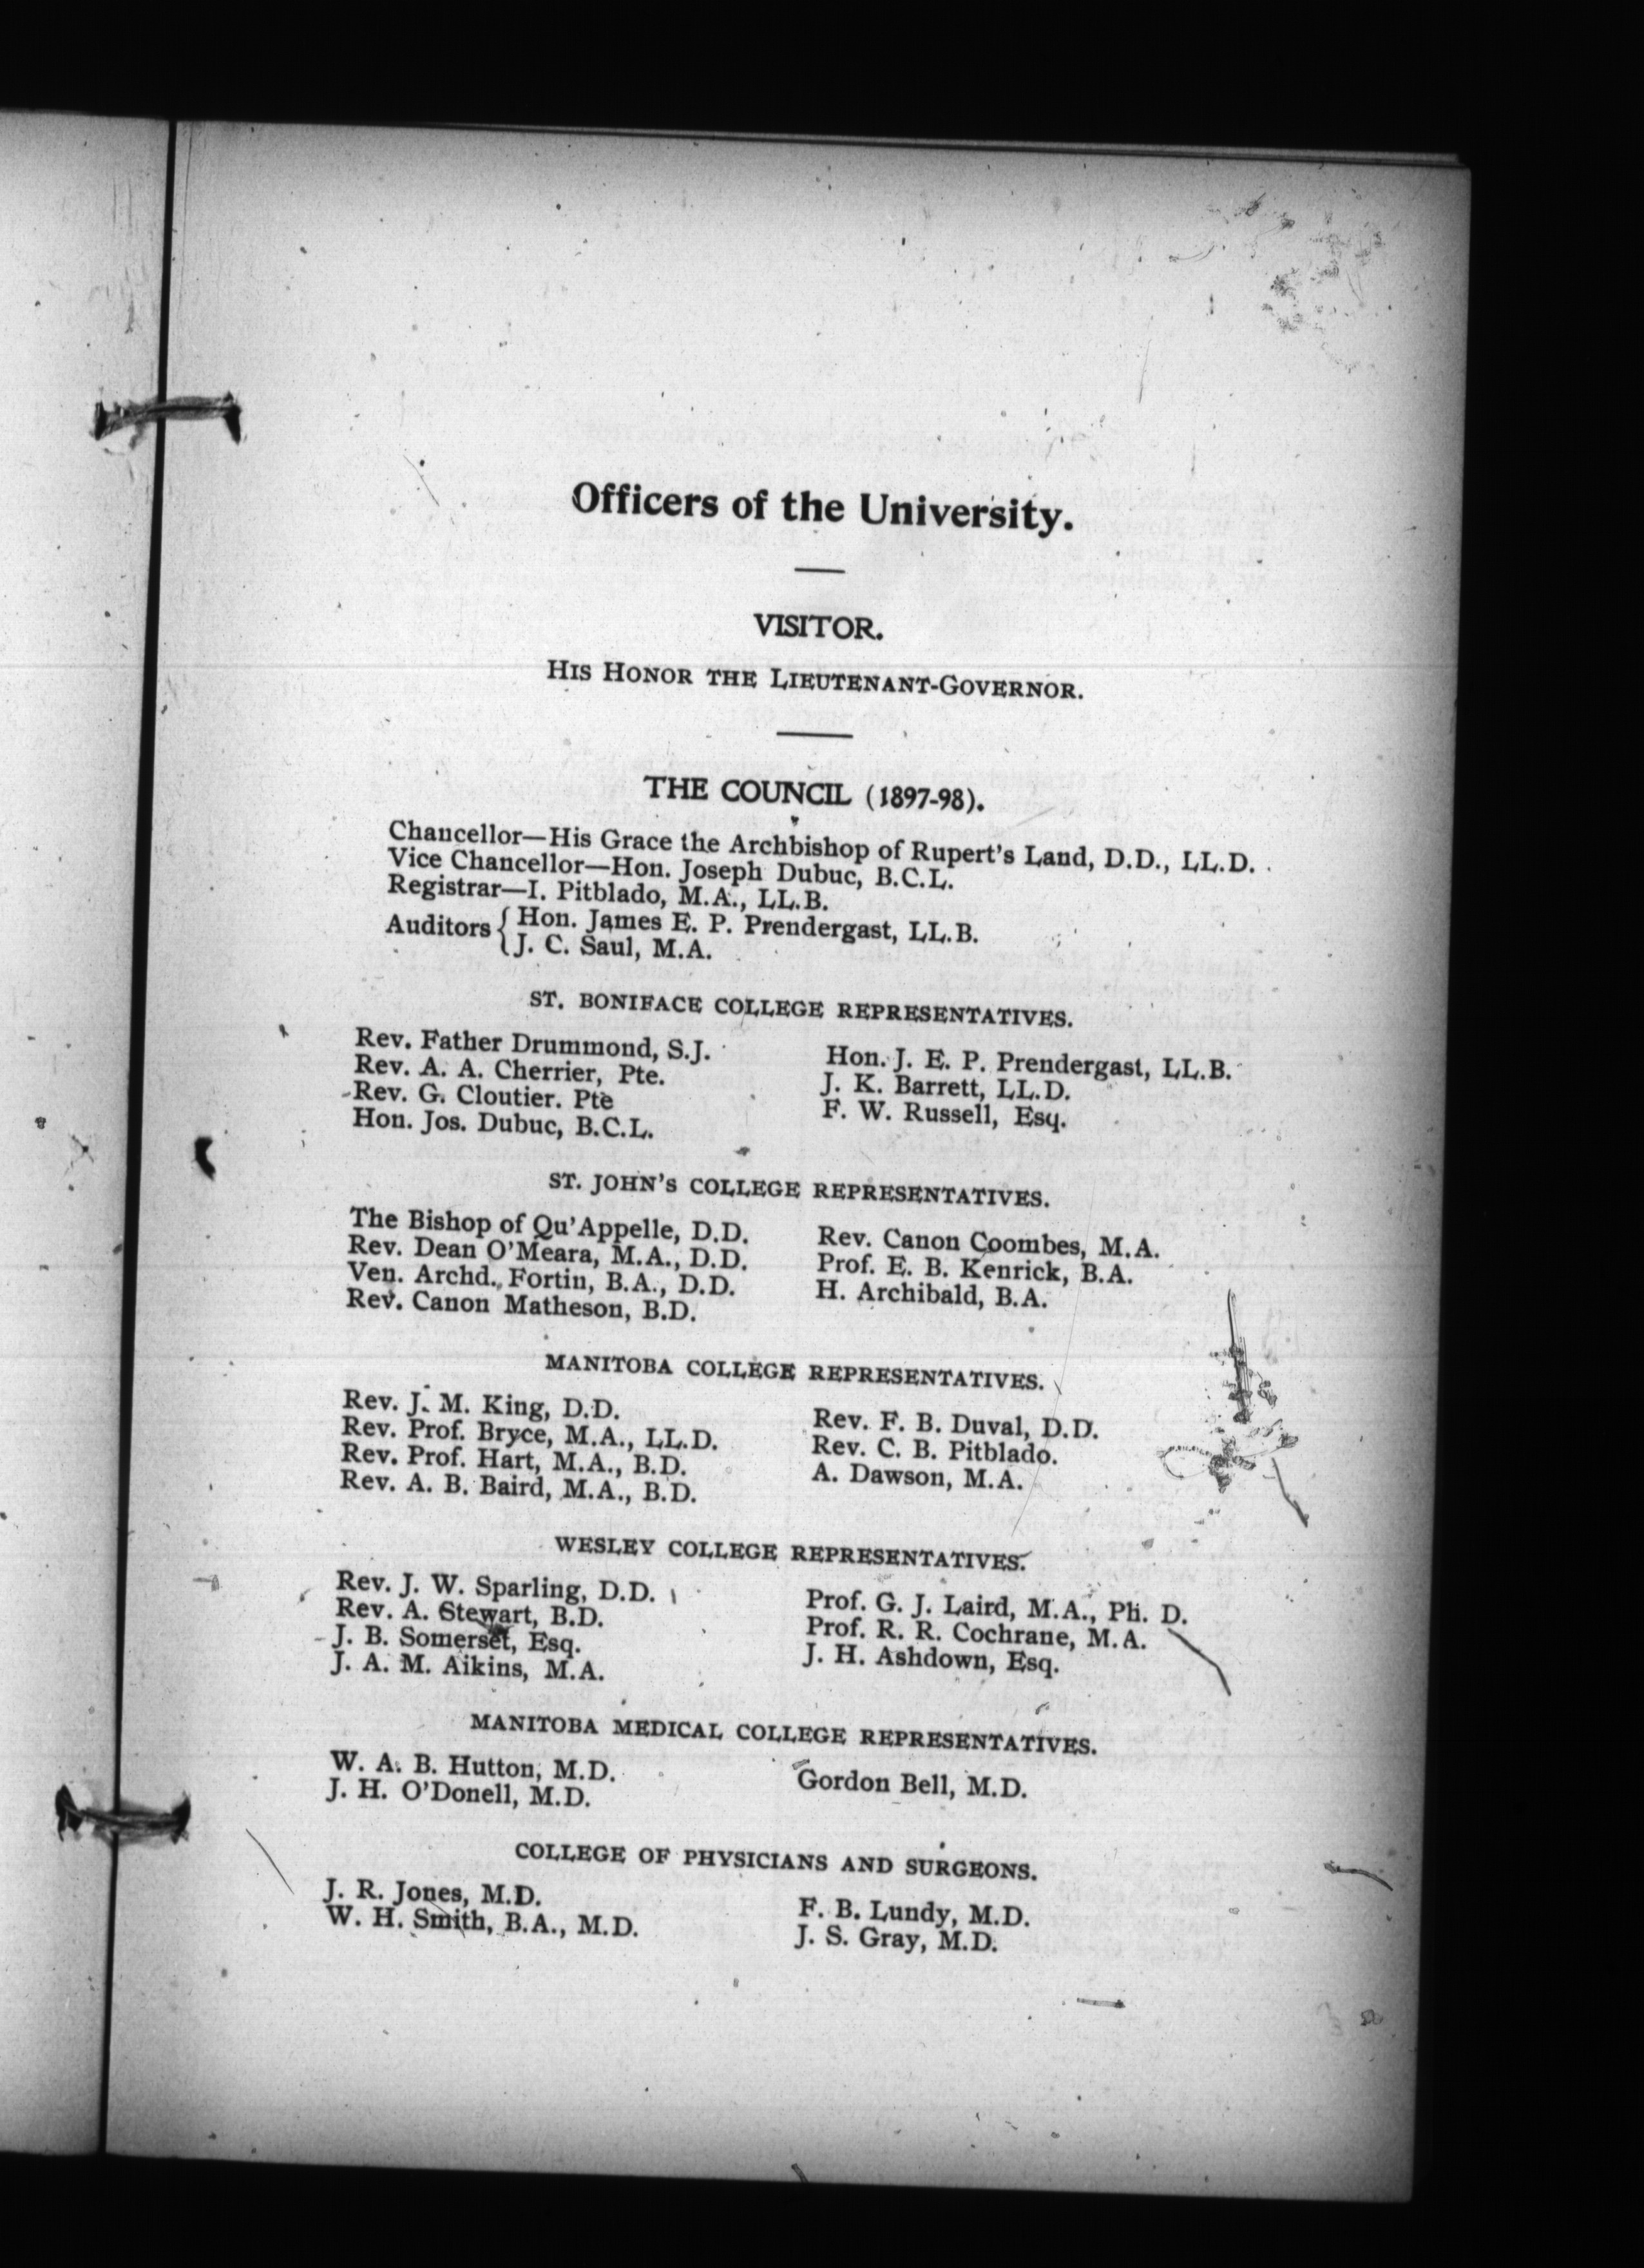 Officers of the University.
VISITOR.
HIS HONOR THE LIEUTENANT-GOVERNOR.
THE COUNCIL (1897-98).
Chancellor—His Grace the Archbishop of Rupert's Land, D.D., LL.D.
Vice Chancellor—Hon. Joseph Dubuc, B.C.L.
Registrar—I. Pitblado, M.A., LL.B.
Auditors { Hon. James E. P. Prendergast, LL.B.
J. C. Saul, M.A.
ST. BONIFACE COLLEGE REPRESENTATIVES.
Rev. Father Drummond, S.J.
Rev. A. A. Cherrier, Pte.
Rev. G. Cloutier. Pte
Hon. Jos. Dubuc, B.C.L.
Hon. J. E. P. Prendergast, LL.B.
J. K. Barrett, LL.D.
F. W. Russell, Esq.
ST. JOHN'S COLLEGE REPRESENTATIVES.
The Bishop of Qu'Appelle, D.D.
Rev. Dean O'Meara, M.A., D.D.
Ven. Archd. Fortin, B.A., D.D.
Rev. Canon Matheson, B.D.
Rev. Canon Coombes, M.A.
Prof. E. B. Kenrick, B.A.
H. Archibald, B.A.
MANITOBA COLLEGE REPRESENTATIVES.
Rev. J. M. King, D.D.
Rev. Prof. Bryce, M.A., LL.D.
Rev. Prof. Hart, M.A., B.D.
Rev. A. B. Baird, M.A., B.D.
Rev. F. B. Duval, D.D.
Rev. C. B. Pitblado.
A. Dawson, M.A.
WESLEY COLLEGE REPRESENTATIVES.
Rev. J. W. Sparling, D.D.
Rev. A. Stewart, B.D.
J. B. Somerset, Esq.
J. A. M. Aikins, M.A.
Prof. G. J. Laird, M.A., Ph. D.
Prof. R. R. Cochrane, M.A.
J. H. Ashdown, Esq.
MANITOBA MEDICAL COLLEGE REPRESENTATIVES.
W. A. B. Hutton, M.D.
J. H. O'Donell, M.D.
Gordon Bell, M.D.
COLLEGE OF PHYSICIANS AND SURGEONS.
J. R. Jones, M.D.
W. H. Smith, B.A., M.D.
F. B. Lundy, M.D.
J. S. Gray, M.D.